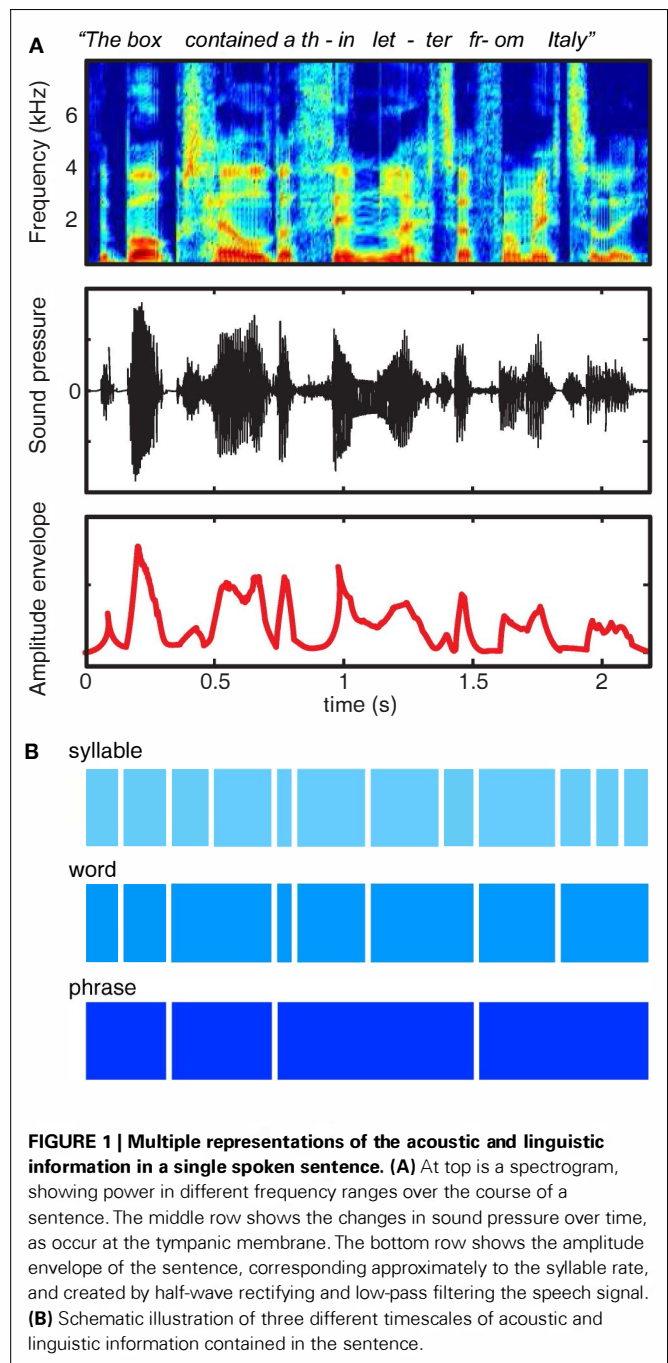 “The box contained a th - in let - ter fr- om Italy”
A
Frequency (kHz)
6
4
2
Sound pressure
0
Amplitude envelope
0 0.5 1 1.5 2
time (s)
B
syllable
word
phrase
FIGURE 1 | Multiple representations of the acoustic and linguistic
information in a single spoken sentence. (A) At top is a spectrogram,
showing power in different frequency ranges over the course of a
sentence. The middle row shows the changes in sound pressure over time,
as occur at the tympanic membrane. The bottom row shows the amplitude
envelope of the sentence, corresponding approximately to the syllable rate,
and created by half-wave rectifying and low-pass filtering the speech signal.
(B) Schematic illustration of three different timescales of acoustic and
linguistic information contained in the sentence.